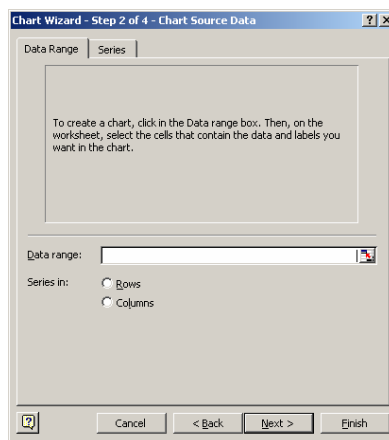 Chart Wizard - Step 2 of 4 - Chart Source Data
Data Range Series
To create a chart, click in the Data range box. Then, on the
worksheet, select the cells that contain the data and labels you
want in the chart.
Data range:
Series in: Rows
Columns
Cancel < Back Next > Finish